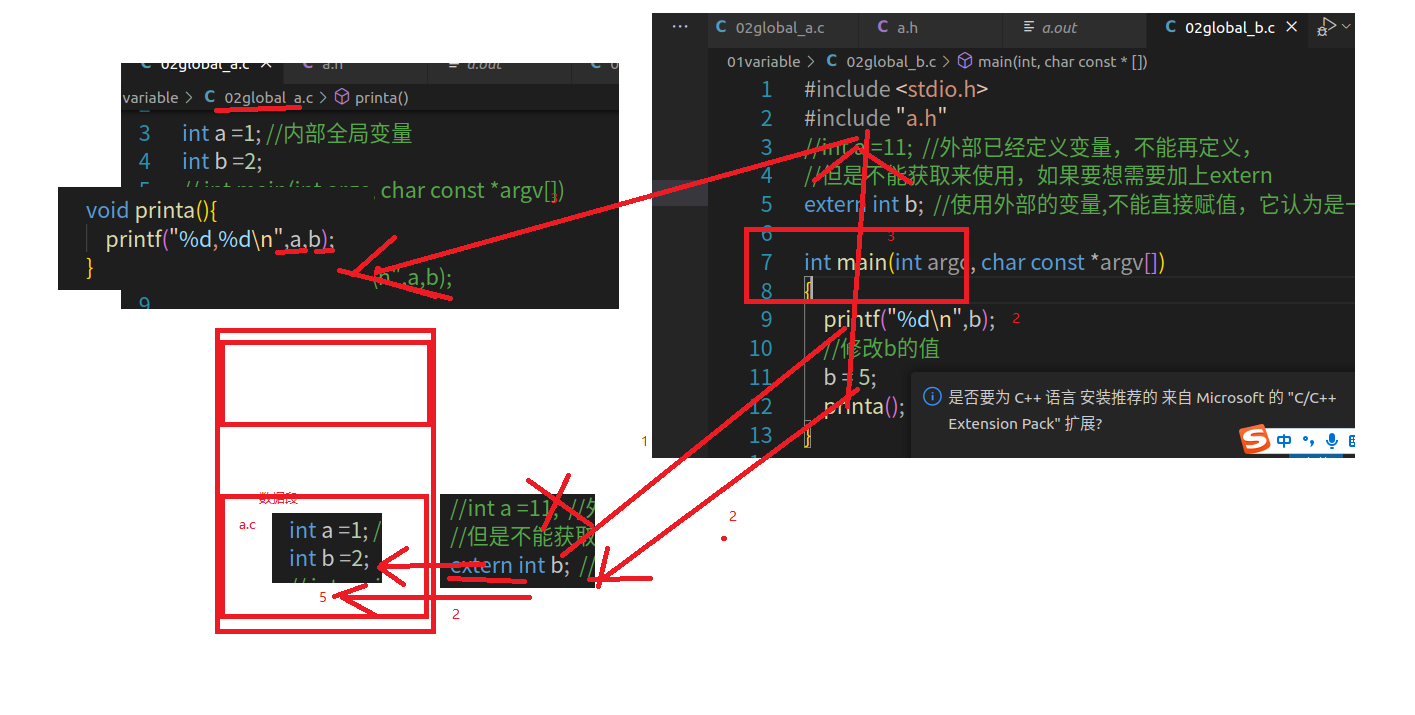 02global_a.c
a.h
a.out
variable > C 02global_a.c > printa()
3 int a =1; //内部全局变量
4 int b =2;
5 // int main(int argc, char const *argv[])
3
void printa(){
printf("%d,%d\n",a,b);
}
\n",a,b);
9
C 02global_a.c C a.h a.out C 02global_b.c
01variable > C 02global_b.c > main(int, char const * [])
1 #include <stdio.h>
2 #include "a.h"
3 //int a =11; //外部已经定义变量，不能再定义，
4 //但是不能获取来使用，如果要想需要加上extern
5 extern int b; //使用外部的变量,不能直接赋值，它认为是一
6
3
7 int main(int argc, char const *argv[])
8 {
9 printf("%d\n",b);
2
10 //修改b的值
11 b = 5;
12 printa();
13 }
是否要为 C++ 语言 安装推荐的 来自 Microsoft 的 "C/C++
Extension Pack" 扩展?
中
1
数据段
a.c
int a =1; /
int b =2;
5
//int a =11; //外
//但是不能获取
extern int b; //
2
2